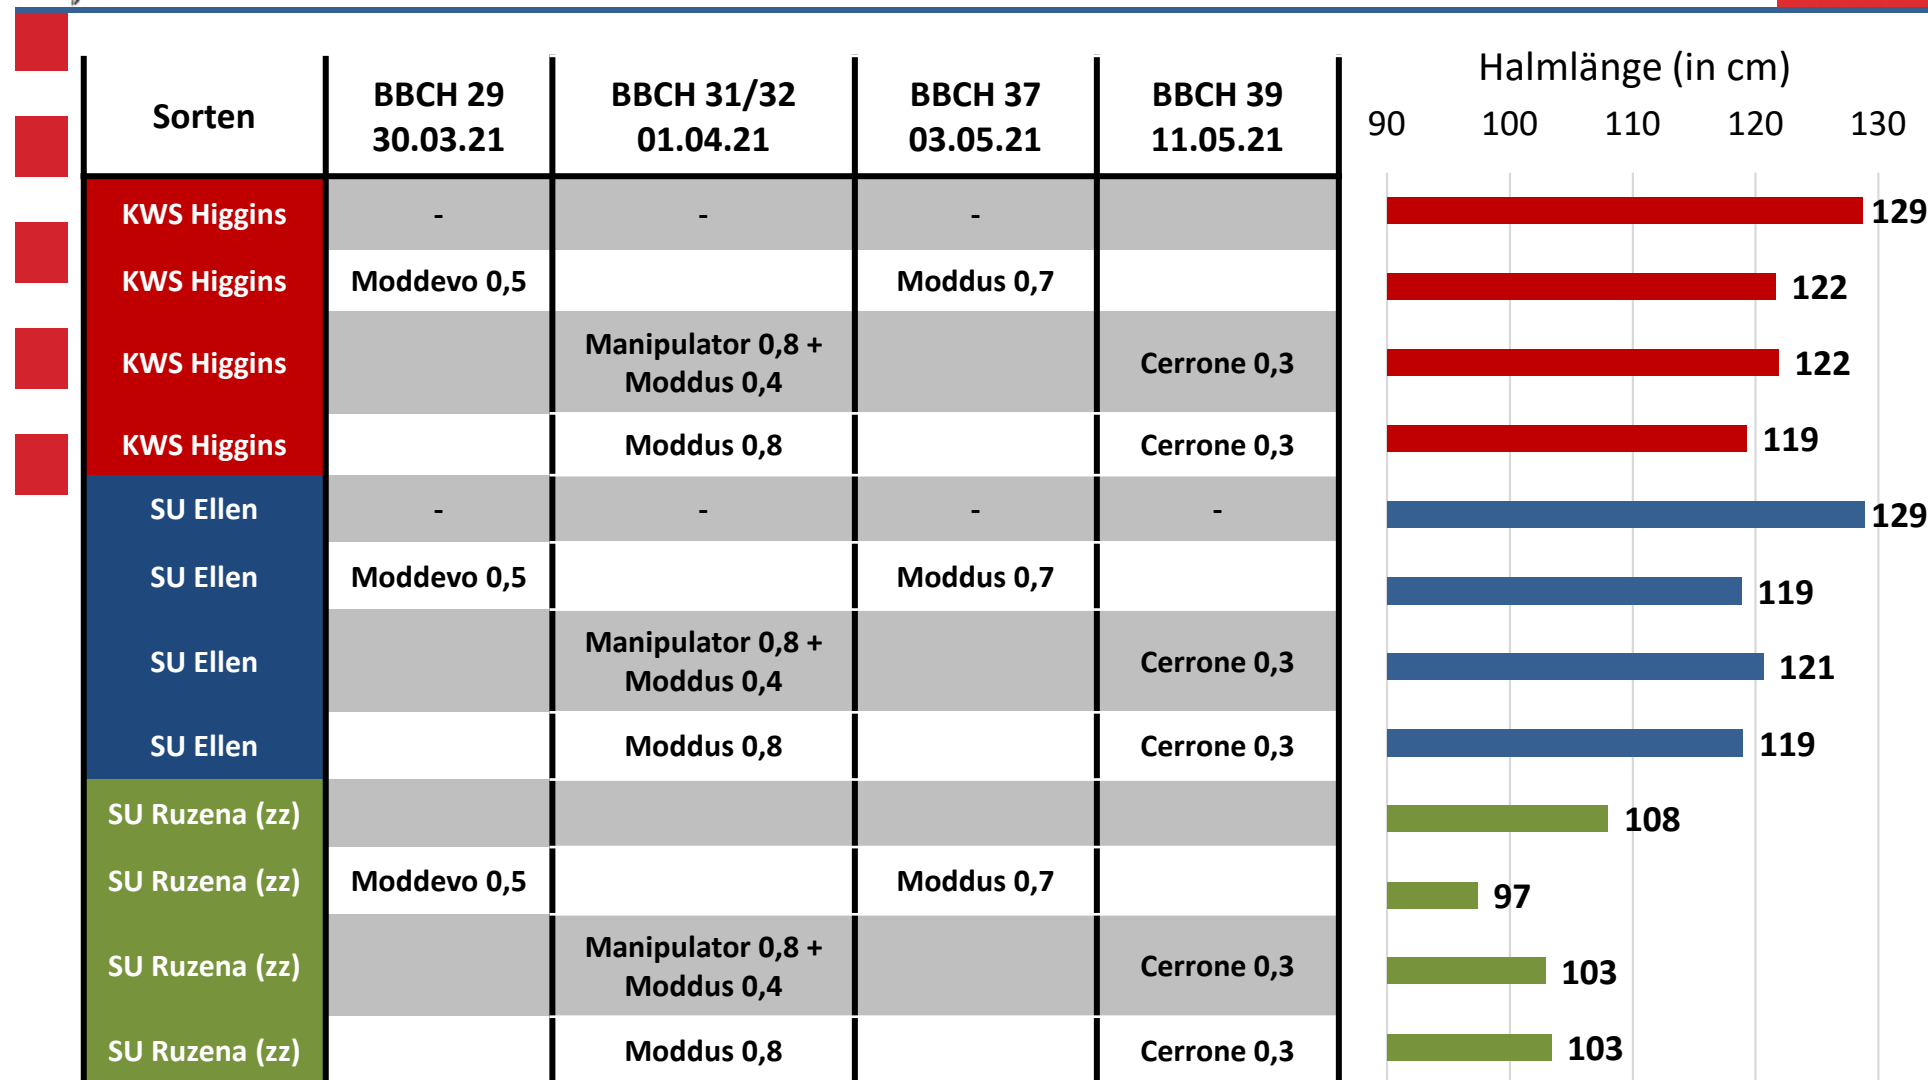 Halmlänge (in cm)
Sorten
BBCH 29
30.03.21
BBCH 31/32
01.04.21
BBCH 37
03.05.21
BBCH 39
11.05.21
90 100 110 120 130
KWS Higgins - - - 129
KWS Higgins Moddevo 0,5 Moddus 0,7 122
KWS Higgins
Manipulator 0,8 +
Moddus 0,4
Cerrone 0,3 122
KWS Higgins Moddus 0,8 Cerrone 0,3 119
SU Ellen - - - - 129
SU Ellen Moddevo 0,5 Moddus 0,7 119
SU Ellen
Manipulator 0,8 +
Moddus 0,4
Cerrone 0,3 121
SU Ellen Moddus 0,8 Cerrone 0,3 119
SU Ruzena (zz) 108
SU Ruzena (zz) Moddevo 0,5 Moddus 0,7 97
SU Ruzena (zz)
Manipulator 0,8 +
Moddus 0,4
Cerrone 0,3 103
SU Ruzena (zz) Moddus 0,8 Cerrone 0,3 103